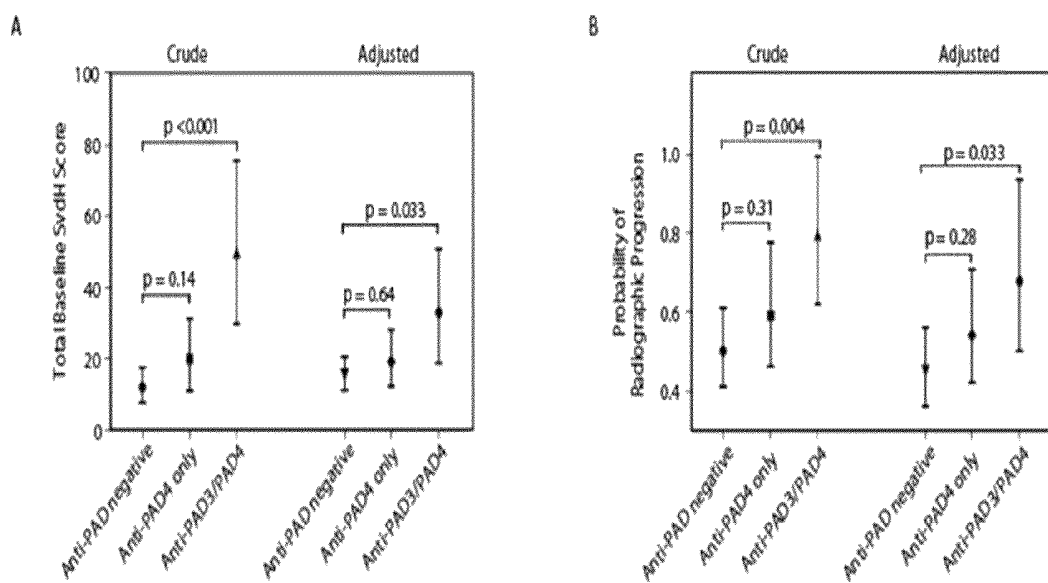 A
Crude
Adjusted
Total Baseline SvdH Score
100
80
60
40
20
0
p <0.001
p = 0.14
p = 0.033
p = 0.64
Anti-PAD negative
Anti-PAD4 only
Anti-PAD3/PAD4
Anti-PAD negative
Anti-PAD4 only
Anti-PAD3/PAD4
B
Crude
Adjusted
Probability of
Radiographic Progression
1.0
0.8
0.6
0.4
p = 0.004
p = 0.31
p = 0.033
p = 0.28
Anti-PAD negative
Anti-PAD4 only
Anti-PAD3/PAD4
Anti-PAD negative
Anti-PAD4 only
Anti-PAD3/PAD4